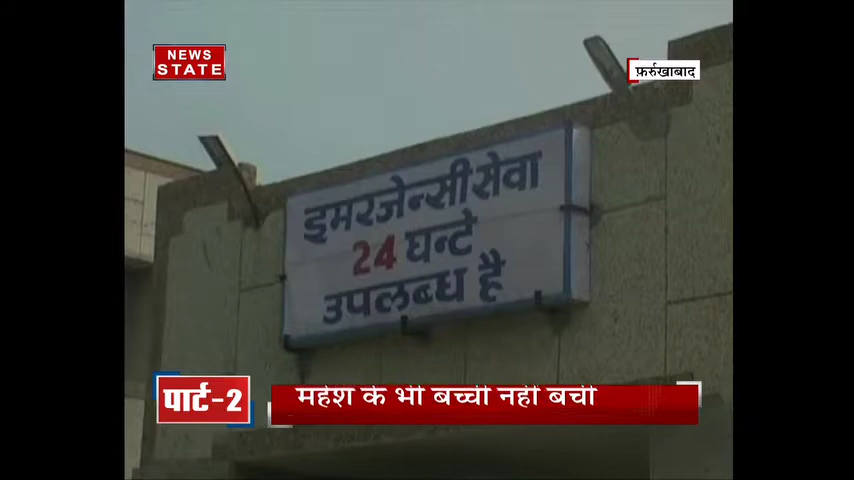 NEWS
STATE
फ़र्रुखाबाद
इमरजेन्सी सेवा
24 घन्टे
उपलब्ध है
पार्ट-2
महेश के भी बच्ची नहीं बची